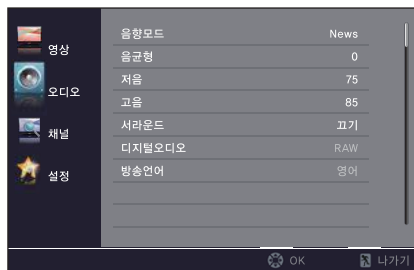 영상
오디오
채널
설정
음향모드 News
음균형 0
저음 75
고음 85
서라운드 끄기
디지털오디오 RAW
방송언어 영어
OK 나가기